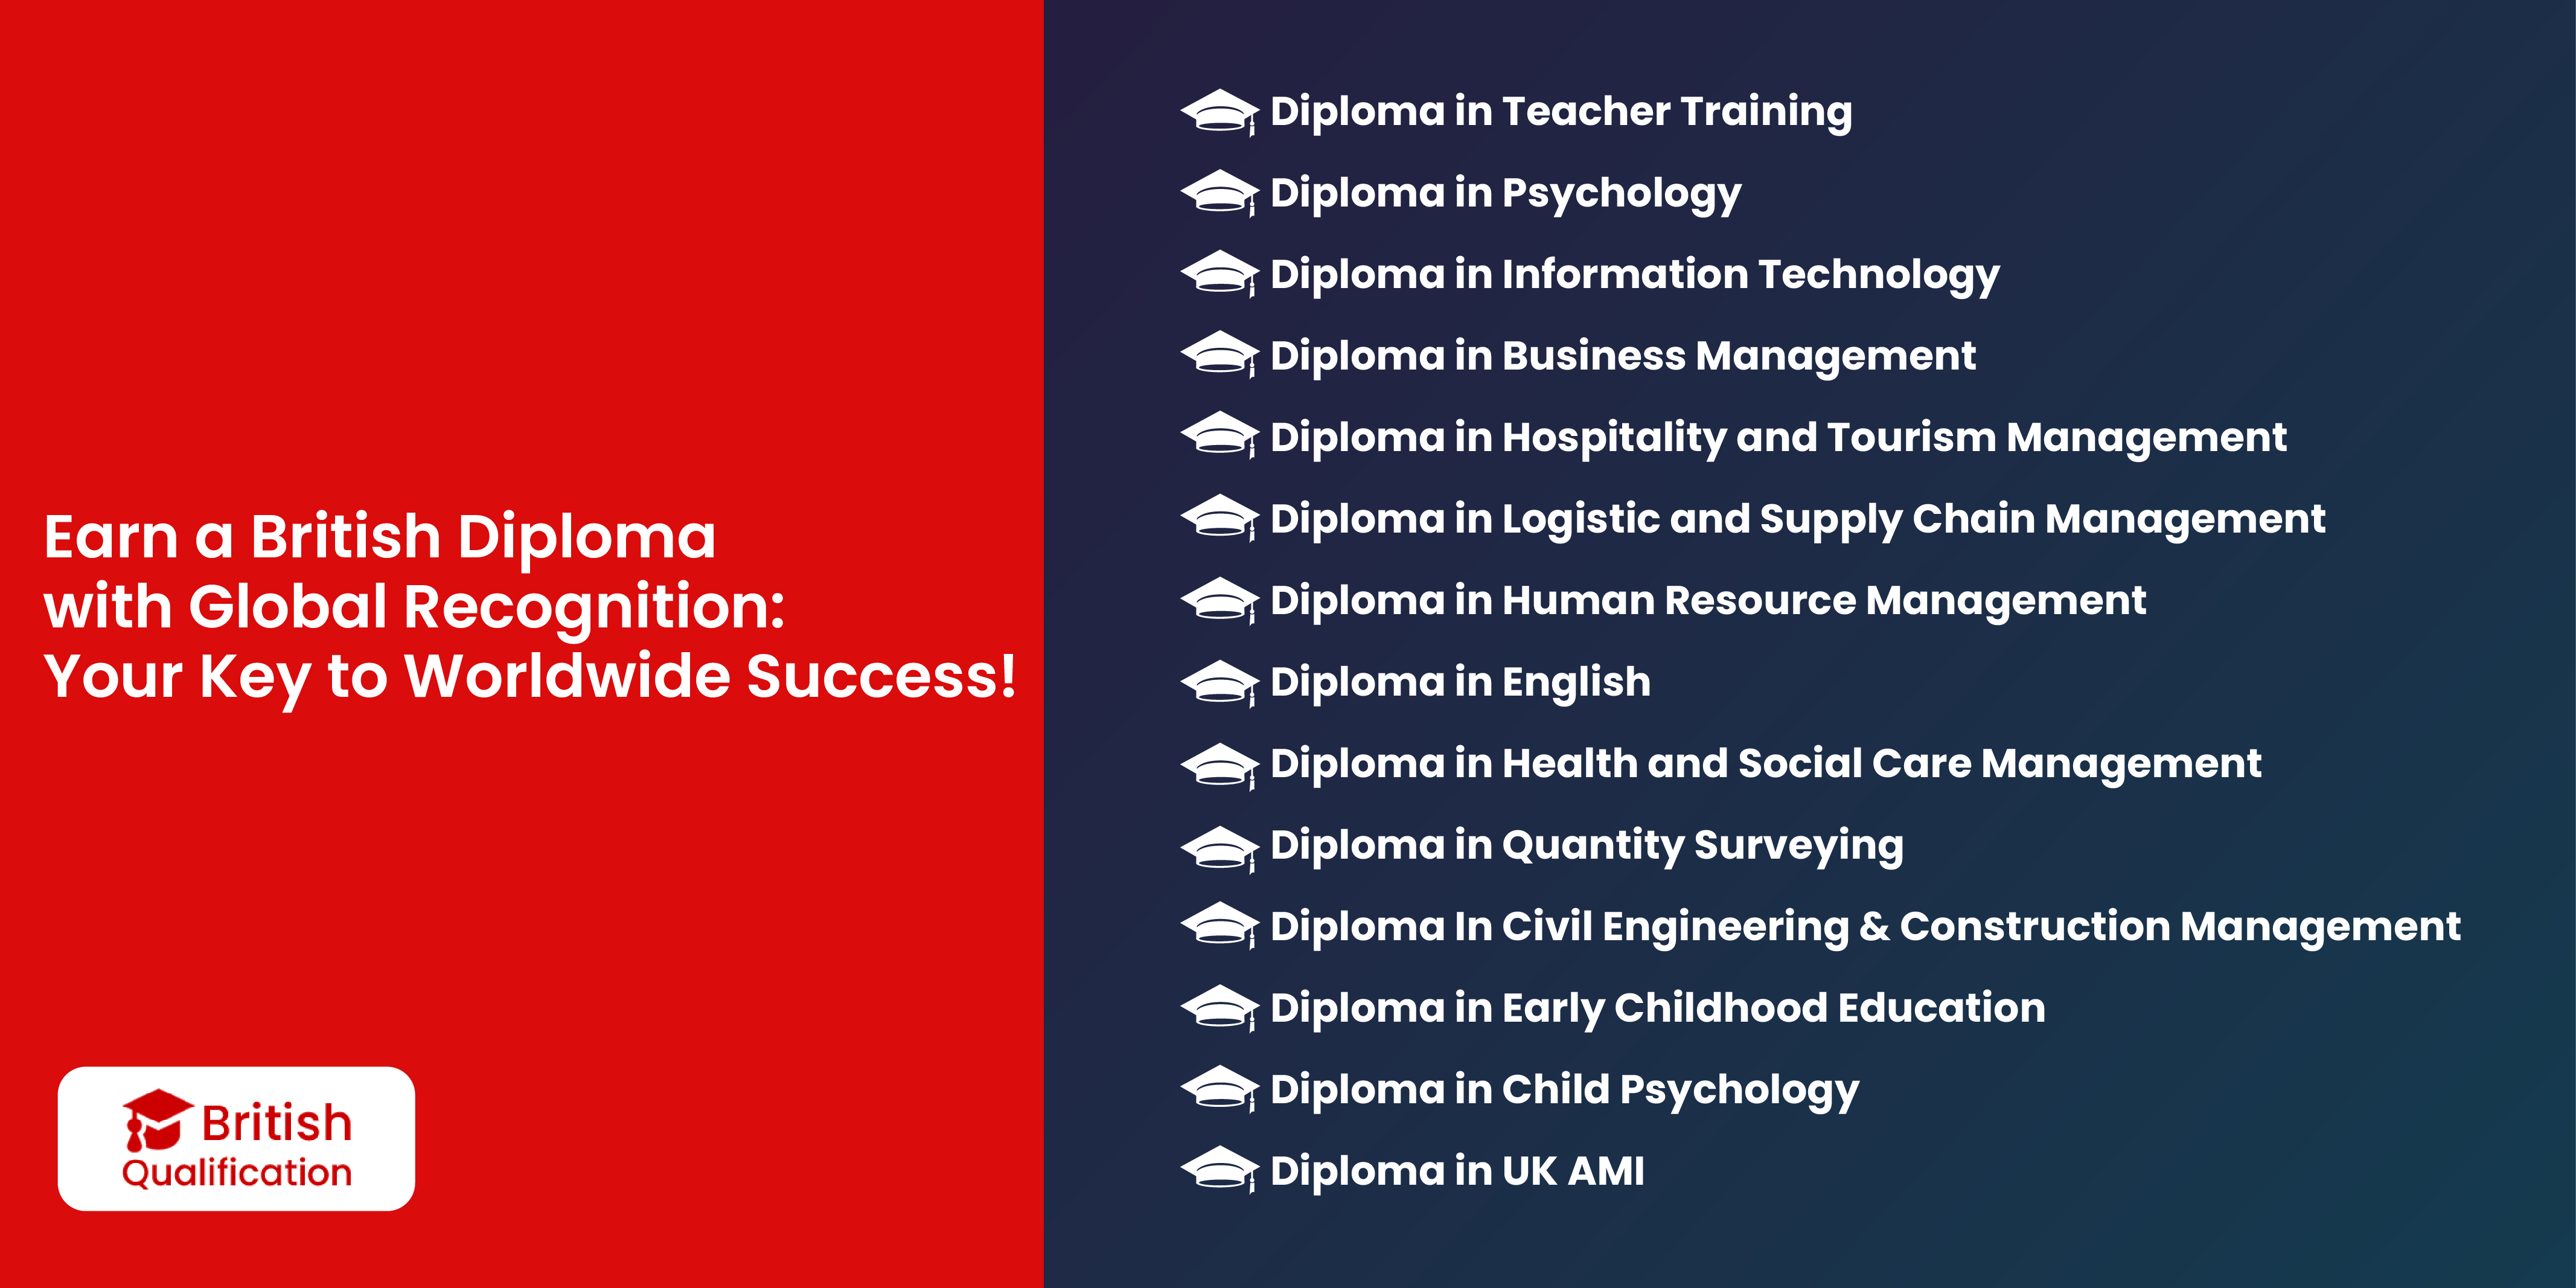 Earn a British Diploma
with Global Recognition:
Your Key to Worldwide Success!
British
Qualification
Diploma in Teacher Training
Diploma in Psychology
Diploma in Information Technology
Diploma in Business Management
Diploma in Hospitality and Tourism Management
Diploma in Logistic and Supply Chain Management
Diploma in Human Resource Management
Diploma in English
Diploma in Health and Social Care Management
Diploma in Quantity Surveying
Diploma In Civil Engineering & Construction Management
Diploma in Early Childhood Education
Diploma in Child Psychology
Diploma in UK AMI